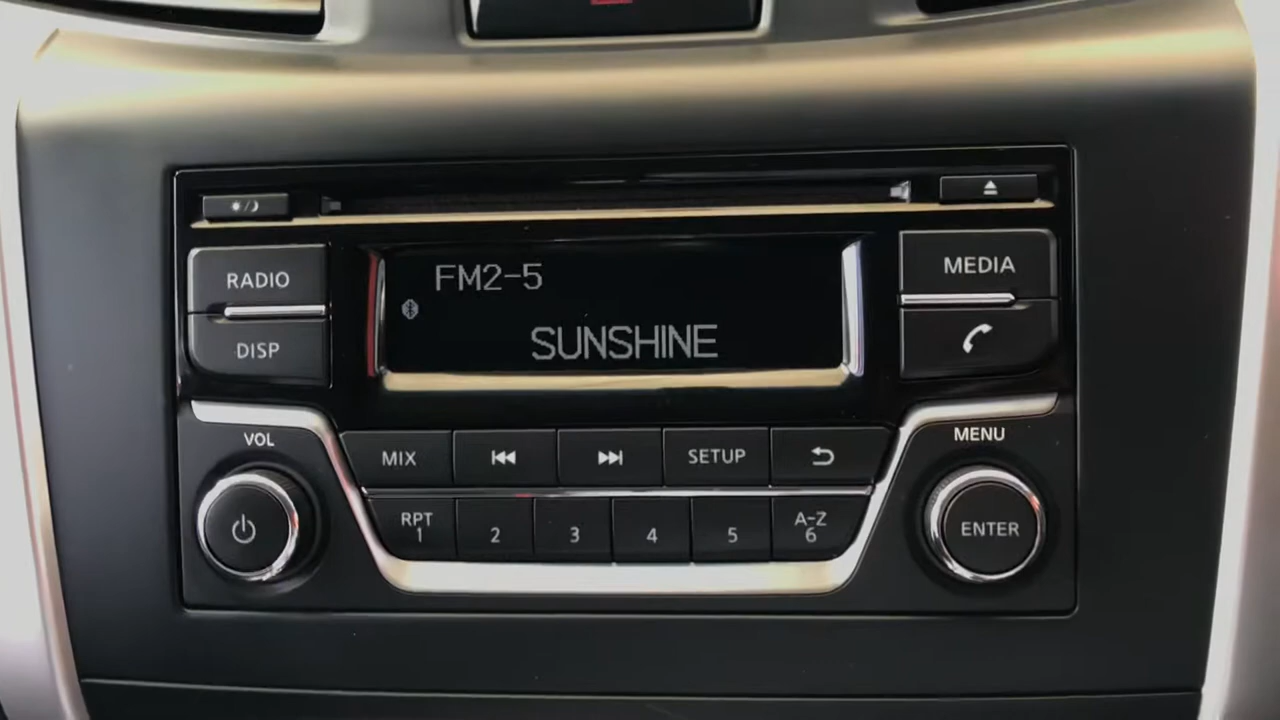 RADIO
DISP
FM2-5
SUNSHINE
MEDIA
VOL
MIX
SETUP
MENU
RPT
1
2
3
4
5
A-Z
6
ENTER